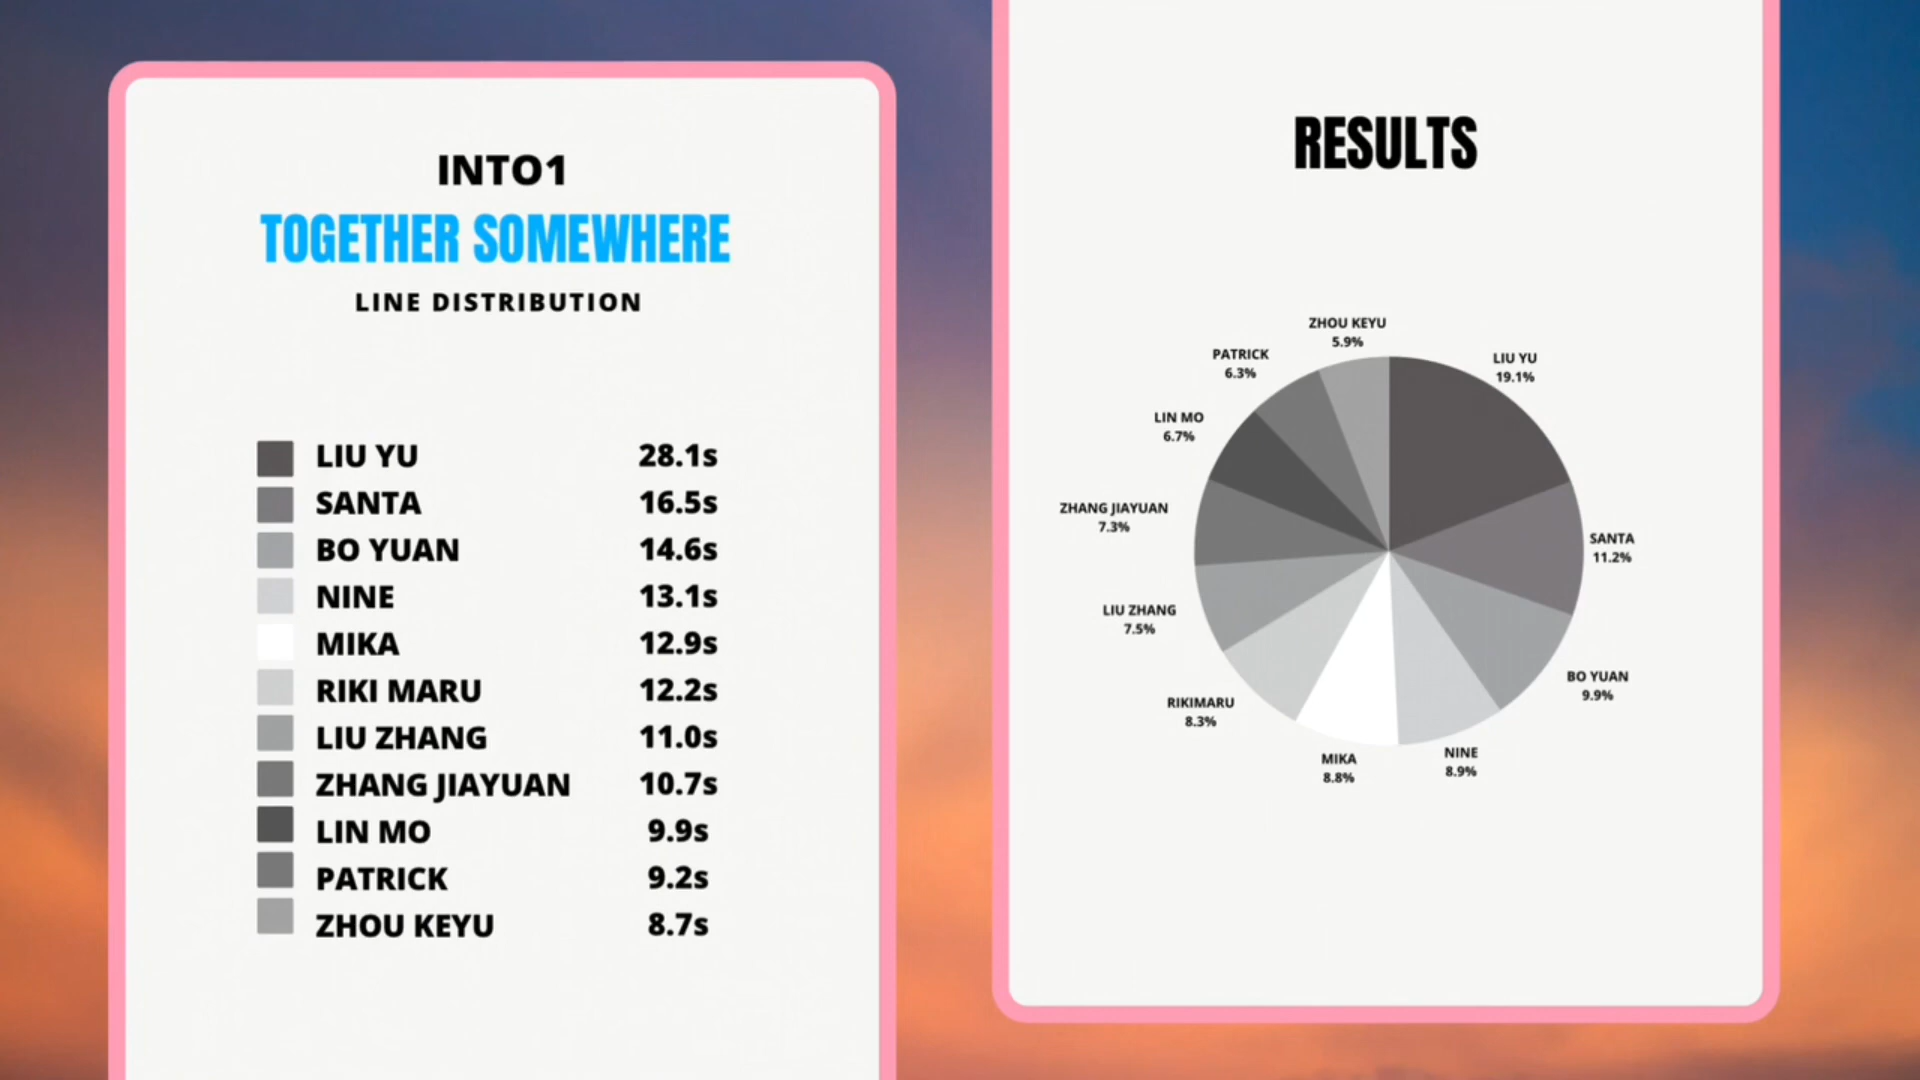 INTO1
TOGETHER SOMEWHERE
LINE DISTRIBUTION
LIU YU 28.1s
SANTA 16.5s
BO YUAN 14.6s
NINE 13.1s
MIKA 12.9s
RIKI MARU 12.2s
LIU ZHANG 11.0s
ZHANG JIAYUAN 10.7s
LIN MO 9.9s
PATRICK 9.2s
ZHOU KEYU 8.7s
RESULTS
ZHOU KEYU
5.9%
PATRICK
6.3%
LIU YU
19.1%
LIN MO
6.7%
ZHANG JIAYUAN
7.3%
SANTA
11.2%
LIU ZHANG
7.5%
BO YUAN
9.9%
RIKIMARU
8.3%
MIKA
8.8%
NINE
8.9%